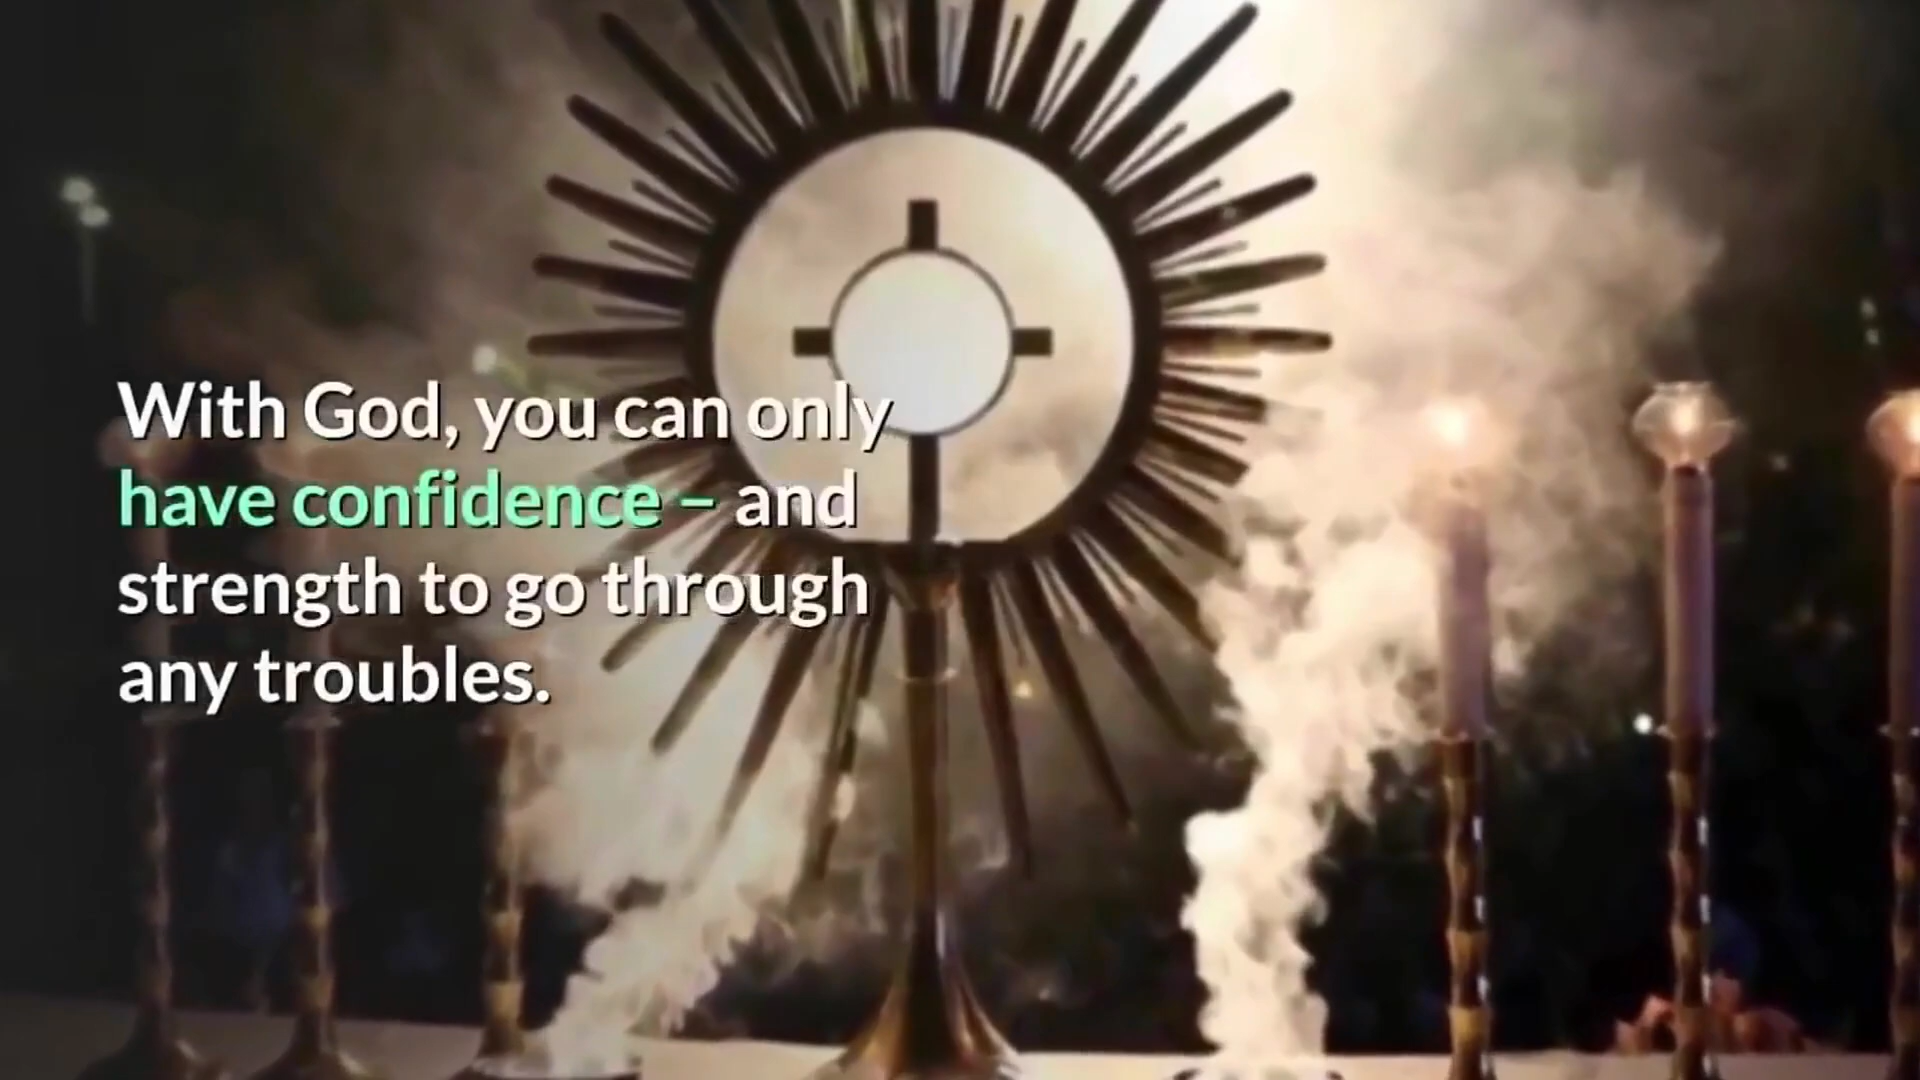 With God, you can only
have confidence – and
strength to go through
any troubles.